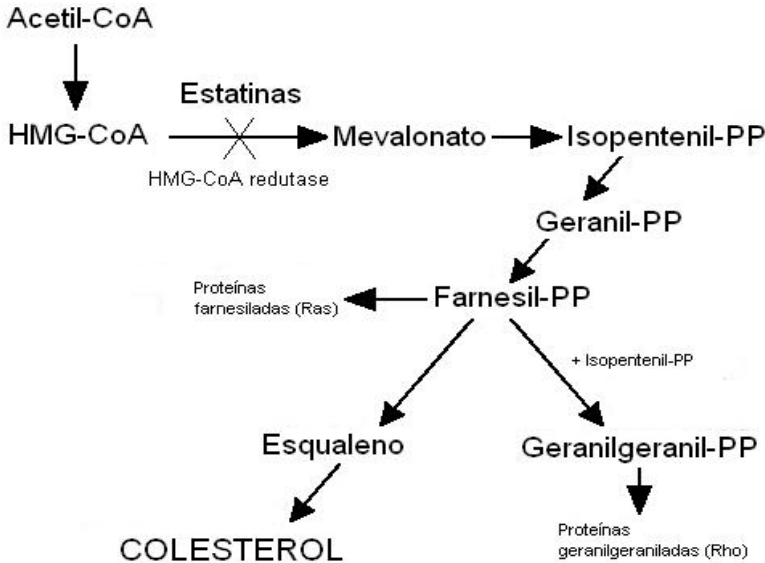 Acetil-CoA
Estatinas
HMG-CoA
Mevalonato
Isopentenil-PP
HMG-CoA redutase
Geranil-PP
Proteínas
farnesiladas (Ras)
Farnesil-PP
+ Isopentenil-PP
Esqualeno
Geranilgeranil-PP
COLESTEROL
Proteínas
geranilgeraniladas (Rho)